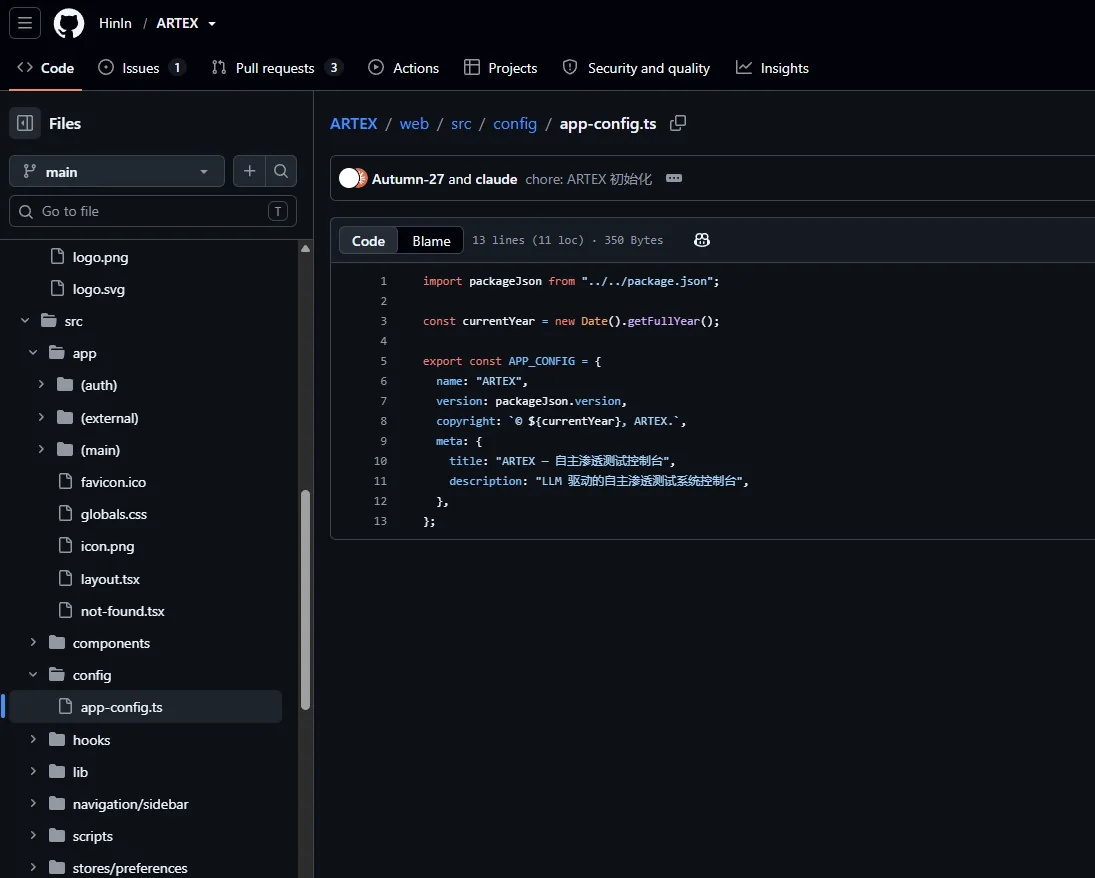 HinIn / ARTEX
Code Issues 1 Pull requests 3 Actions Projects Security and quality Insights
Files
main
Go to file T
logo.png
logo.svg
src
app
(auth)
(external)
(main)
favicon.ico
globals.css
icon.png
layout.tsx
not-found.tsx
components
config
app-config.ts
hooks
lib
navigation/sidebar
scripts
stores/preferences
ARTEX / web / src / config / app-config.ts
Autumn-27 and claude chore: ARTEX 初始化
Code Blame 13 lines (11 loc) · 350 Bytes
1 import packageJson from "../../package.json";
2
3 const currentYear = new Date().getFullYear();
4
5 export const APP_CONFIG = {
6 name: "ARTEX",
7 version: packageJson.version,
8 copyright: `© ${currentYear}, ARTEX.`,
9 meta: {
10 title: "ARTEX — 自主渗透测试控制台",
11 description: "LLM 驱动的自主渗透测试系统控制台",
12 },
13 };